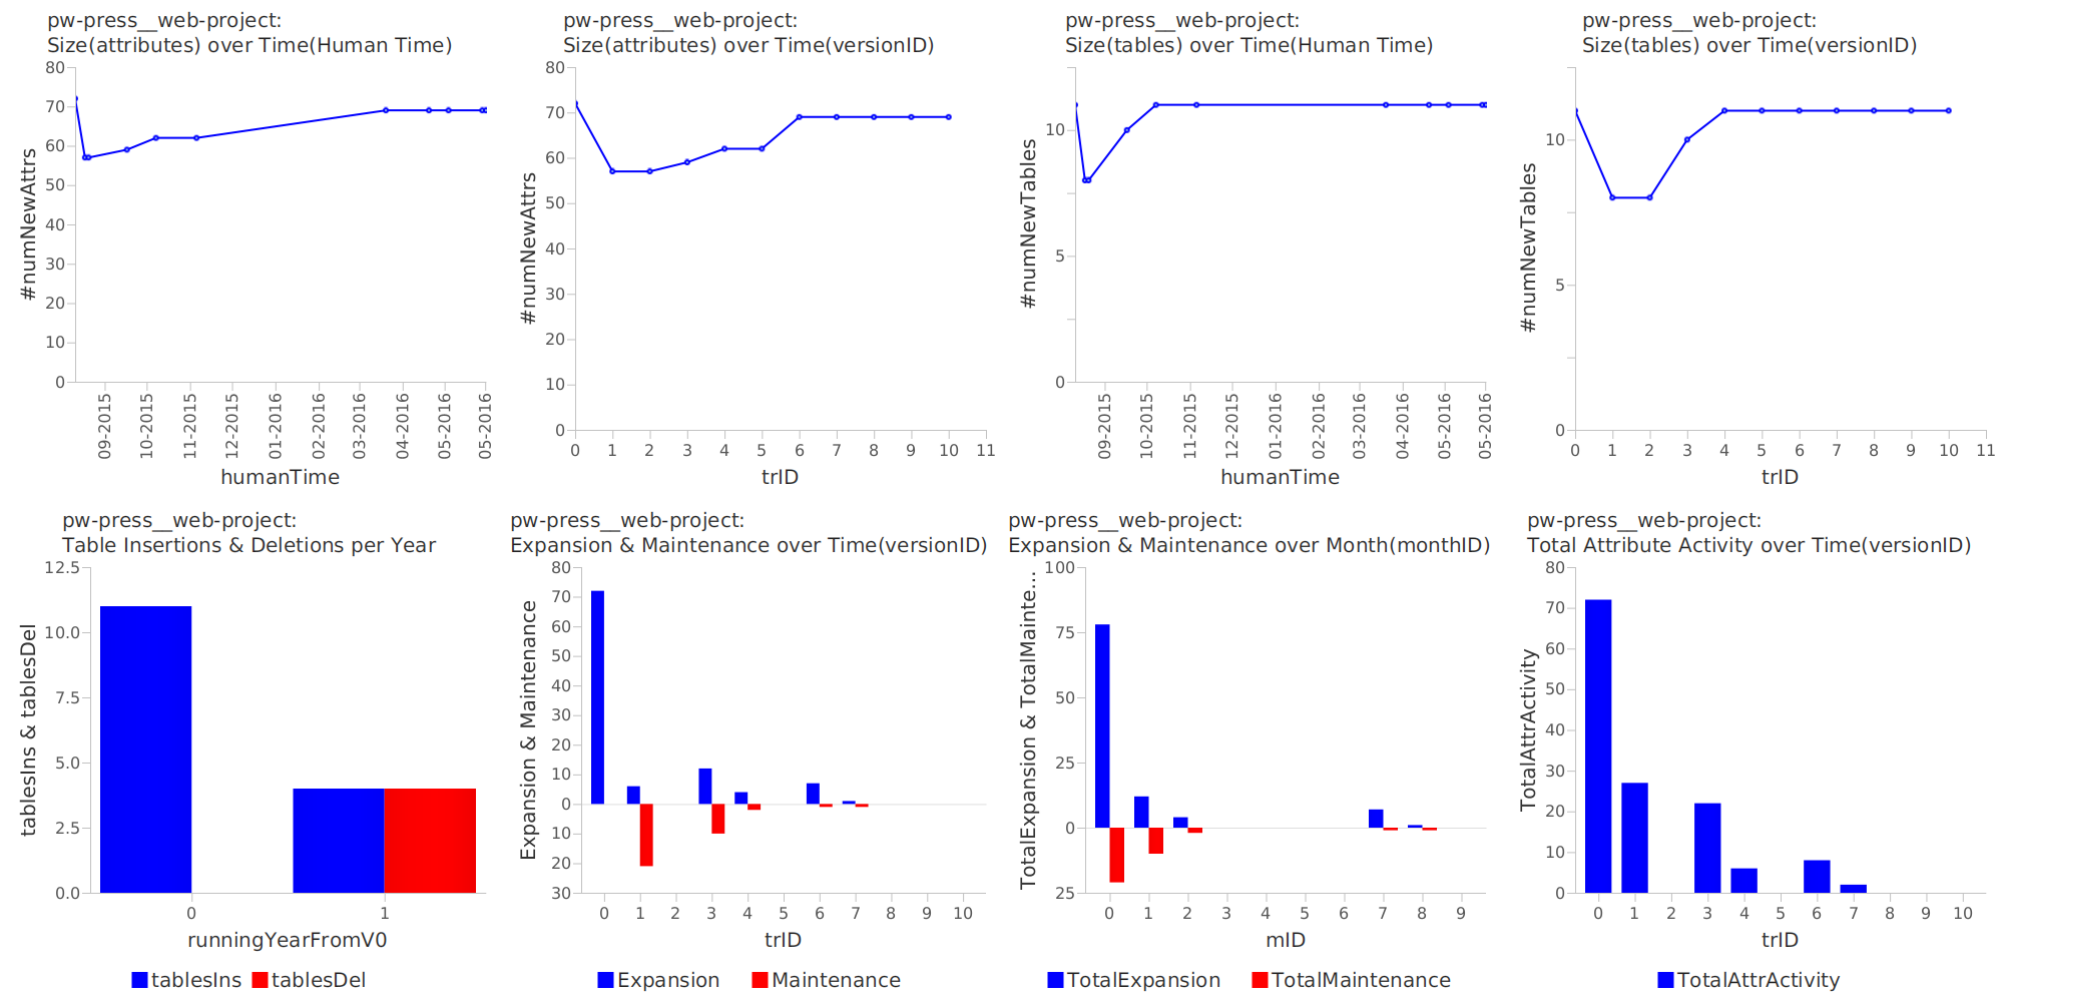 pw-press__web-project:
Size(attributes) over Time(Human Time)
80
70
60
50
40
30
20
10
0
#numNewAttrs
09-2015
10-2015
11-2015
12-2015
01-2016
02-2016
03-2016
04-2016
05-2016
05-2016
humanTime
pw-press__web-project:
Size(attributes) over Time(versionID)
80
70
60
50
40
30
20
10
0
#numNewAttrs
0 1 2 3 4 5 6 7 8 9 10 11
trID
pw-press__web-project:
Size(tables) over Time(Human Time)
10
5
0
#numNewTables
09-2015
10-2015
11-2015
12-2015
01-2016
02-2016
03-2016
04-2016
05-2016
05-2016
humanTime
pw-press__web-project:
Size(tables) over Time(versionID)
10
5
0
#numNewTables
0 1 2 3 4 5 6 7 8 9 10 11
trID
pw-press__web-project:
Table Insertions & Deletions per Year
12.5
10.0
7.5
5.0
2.5
0.0
tablesIns & tablesDel
0 1
runningYearFromV0
tablesIns tablesDel
pw-press__web-project:
Expansion & Maintenance over Time(versionID)
80
70
60
50
40
30
20
10
0
10
20
30
Expansion & Maintenance
0 1 2 3 4 5 6 7 8 9 10
trID
Expansion Maintenance
pw-press__web-project:
Expansion & Maintenance over Month(monthID)
100
75
50
25
0
25
TotalExpansion & TotalMainte...
0 1 2 3 4 5 6 7 8 9
mID
TotalExpansion TotalMaintenance
pw-press__web-project:
Total Attribute Activity over Time(versionID)
80
70
60
50
40
30
20
10
0
TotalAttrActivity
0 1 2 3 4 5 6 7 8 9 10
trID
TotalAttrActivity